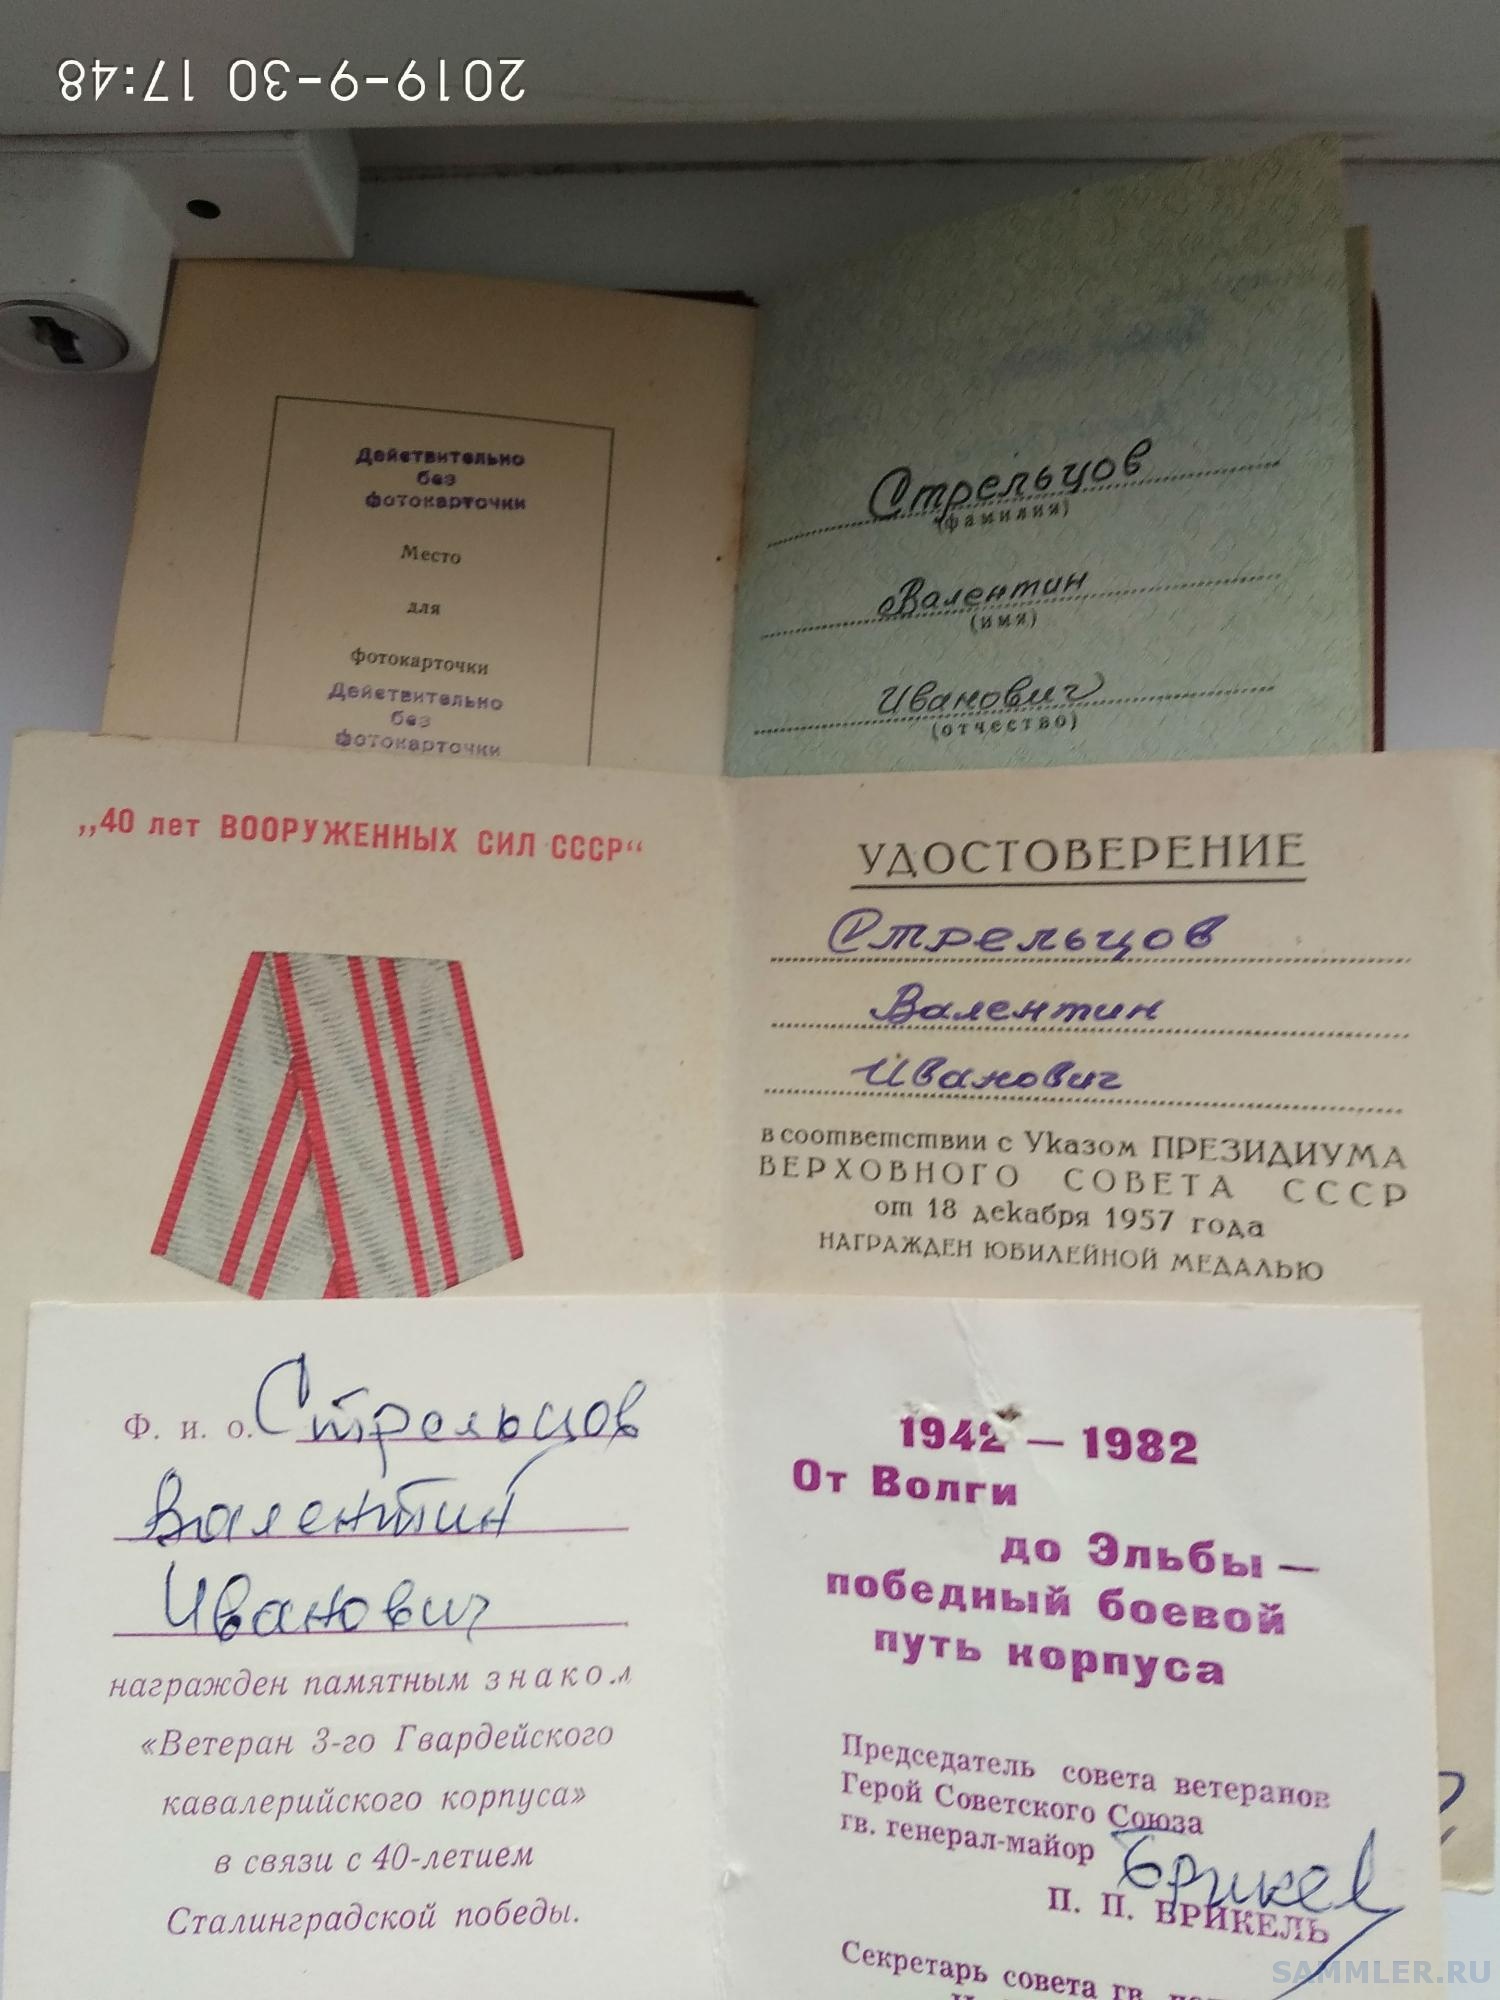 2019-9-30 17:48
Действительно
без
фотокарточки
Место
для
фотокарточки
Действительно
без
фотокарточки
Стрельцов
(фамилия)
Валентин
(имя)
Иванович
(отчество)
„40 лет ВООРУЖЕННЫХ СИЛ СССР“
УДОСТОВЕРЕНИЕ
Стрельцов
Валентин
Иванович
в соответствии с Указом ПРЕЗИДИУМА
ВЕРХОВНОГО СОВЕТА СССР
от 18 декабря 1957 года
НАГРАЖДЕН ЮБИЛЕЙНОЙ МЕДАЛЬЮ
Ф. и. о. Стрельцов
Валентин
Иванович
награжден памятным знаком
«Ветеран 3-го Гвардейского
кавалерийского корпуса»
в связи с 40-летием
Сталинградской победы.
1942 — 1982
От Волги
до Эльбы —
победный боевой
путь корпуса
Председатель совета ветеранов
Герой Советского Союза
гв. генерал-майор Брикель
П. П. БРИКЕЛЬ
Секретарь совета гв.
SAMMLER.RU